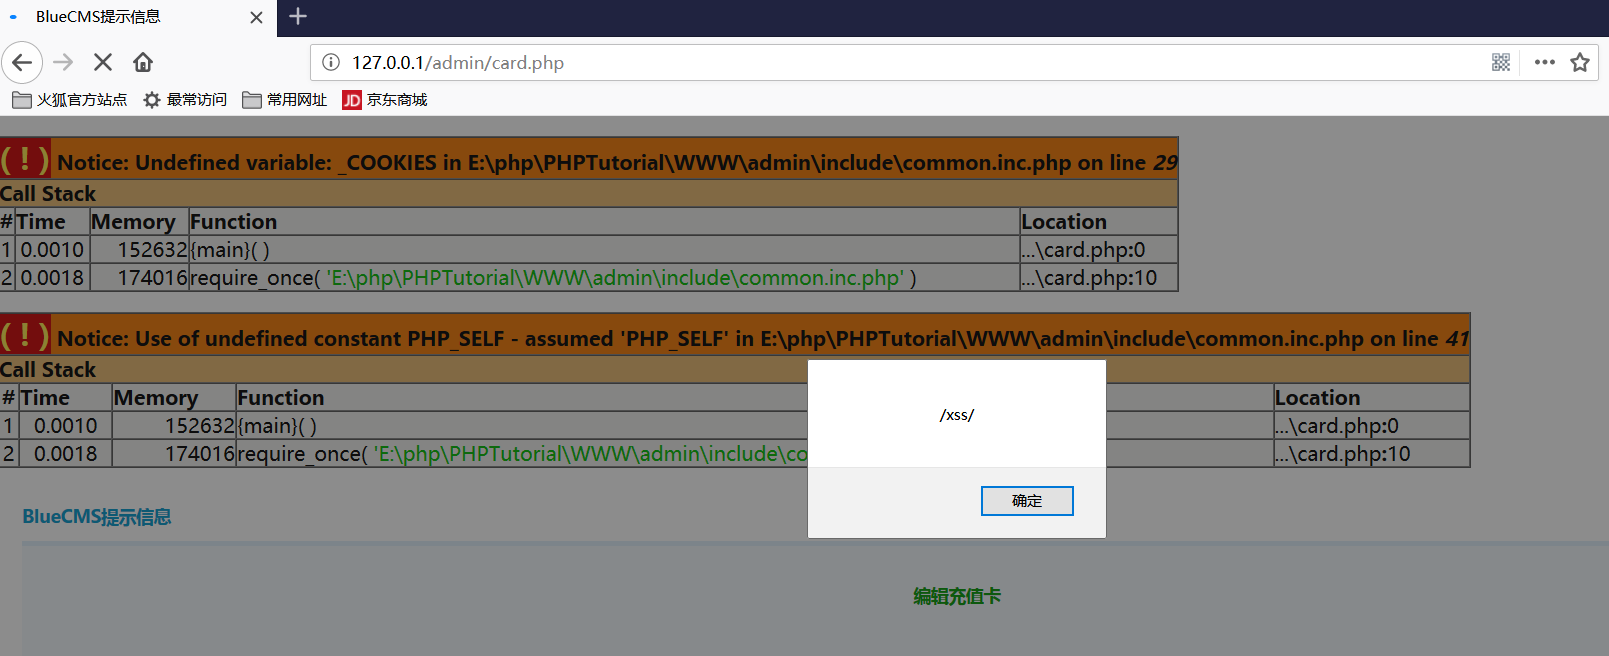 BlueCMS提示信息
127.0.0.1/admin/card.php
火狐官方站点 最常访问 常用网址 JD 京东商城
( ! ) Notice: Undefined variable: _COOKIES in E:\php\PHPTutorial\WWW\admin\include\common.inc.php on line 29
Call Stack
# Time Memory Function Location
1 0.0010 152632 {main}( ) ...\card.php:0
2 0.0018 174016 require_once( 'E:\php\PHPTutorial\WWW\admin\include\common.inc.php' ) ...\card.php:10
( ! ) Notice: Use of undefined constant PHP_SELF - assumed 'PHP_SELF' in E:\php\PHPTutorial\WWW\admin\include\common.inc.php on line 41
Call Stack
# Time Memory Function Location
1 0.0010 152632 {main}( ) ...\card.php:0
2 0.0018 174016 require_once( 'E:\php\PHPTutorial\WWW\admin\include\co ...\card.php:10
/xss/
确定
BlueCMS提示信息
编辑充值卡